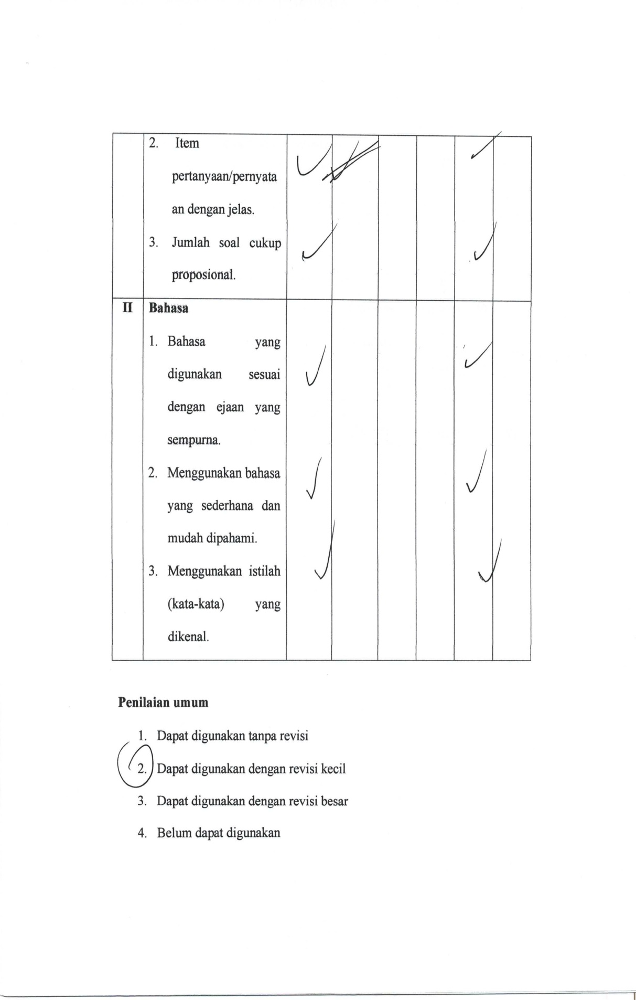 2. Item
pertanyaan/pernyata
an dengan jelas.
3. Jumlah soal cukup
proposional.
II Bahasa
1. Bahasa yang
digunakan sesuai
dengan ejaan yang
sempurna.
2. Menggunakan bahasa
yang sederhana dan
mudah dipahami.
3. Menggunakan istilah
(kata-kata) yang
dikenal.
Penilaian umum
1. Dapat digunakan tanpa revisi
2. Dapat digunakan dengan revisi kecil
3. Dapat digunakan dengan revisi besar
4. Belum dapat digunakan